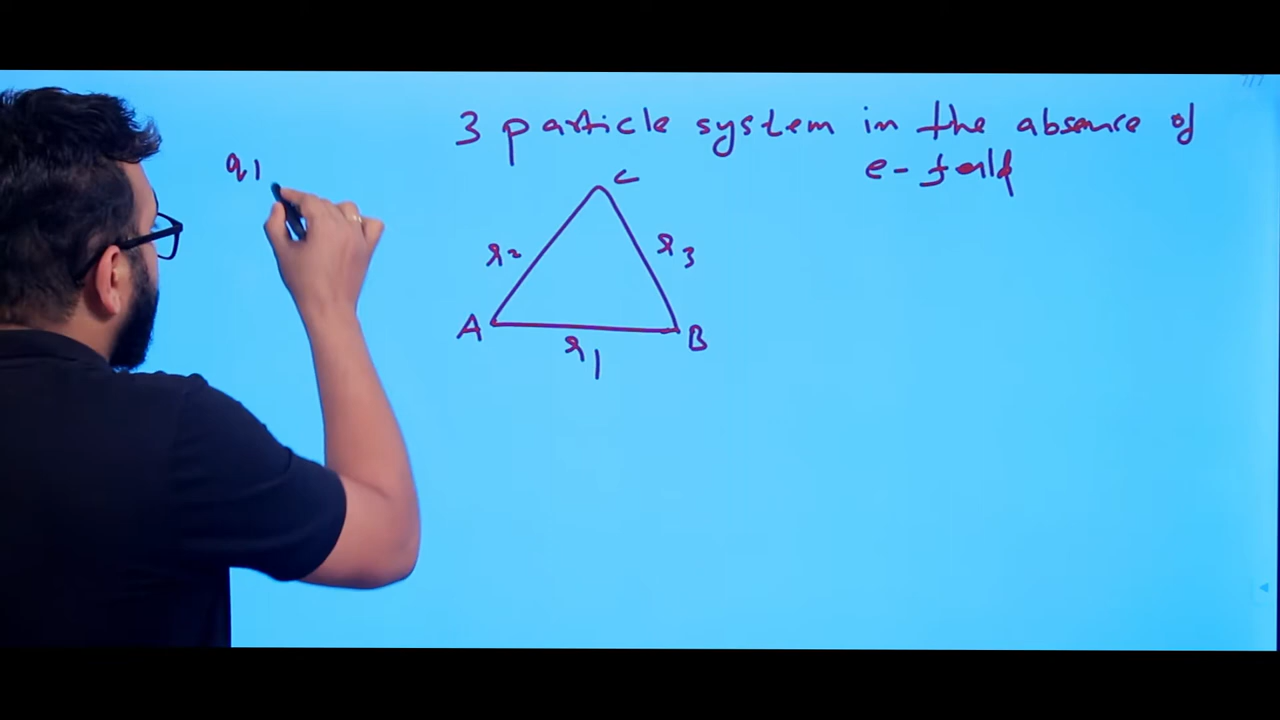 3 particle system in the absence of
e-field
q1
C
r2
r3
A
B
r1